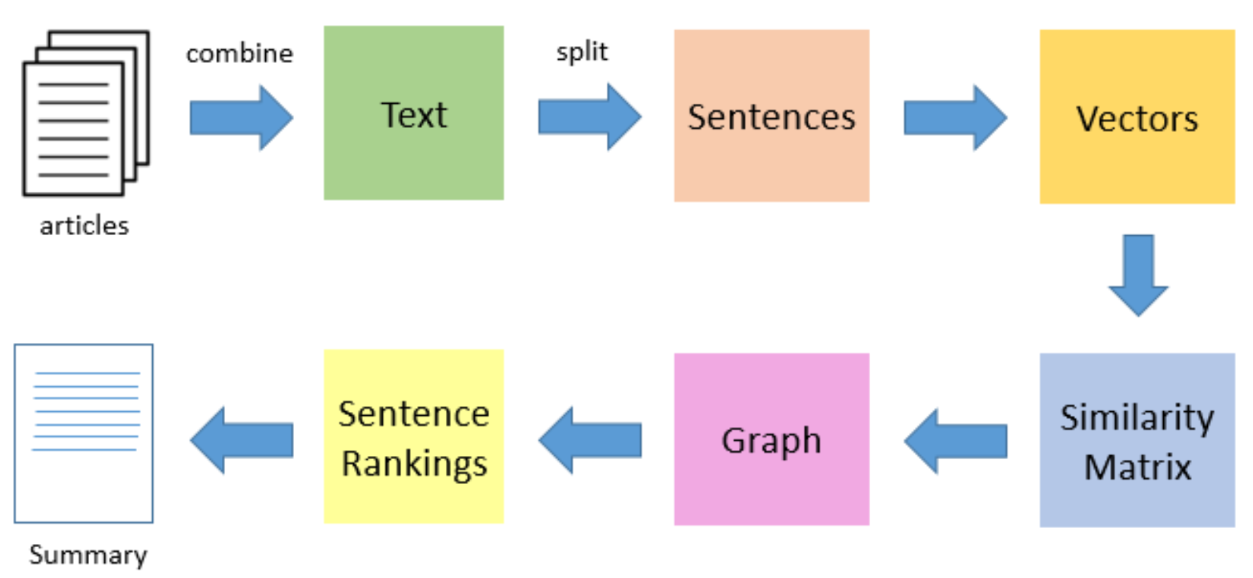 combine
split
Text
Sentences
Vectors
articles
Sentence
Rankings
Graph
Similarity
Matrix
Summary